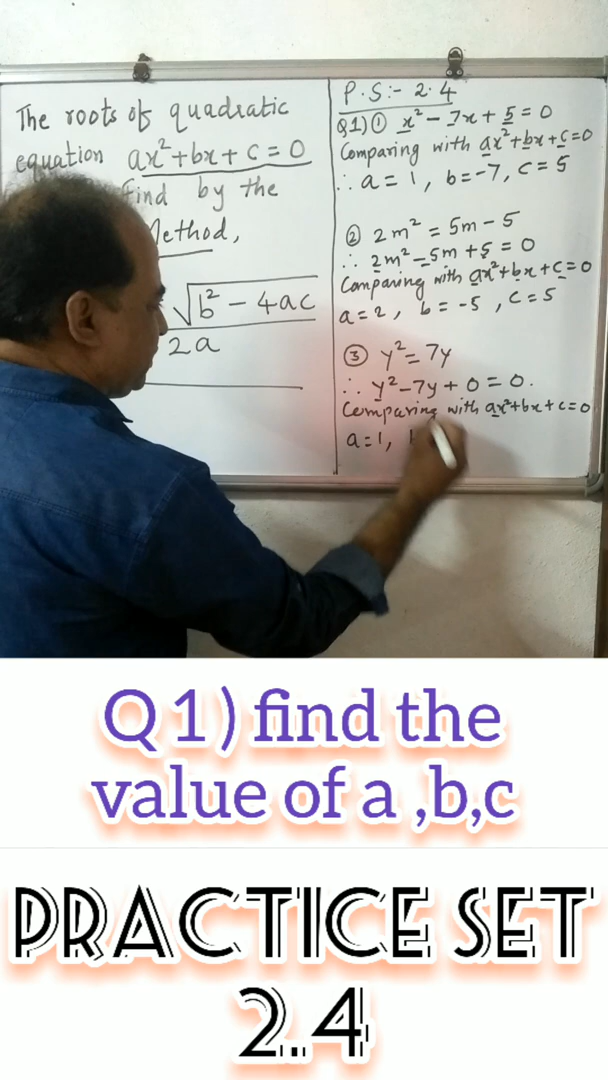 The roots of quadratic
equation ax²+bx+c=0
find by the
Method,
√b²-4ac
2a
P.S:- 2.4
Q1) ① x²-7x+5=0
Comparing with ax²+bx+c=0
∴ a=1, b=-7, c=5
② 2m²=5m-5
∴ 2m²-5m+5=0
Comparing with ax²+bx+c=0
a=2, b=-5, c=5
③ y²=7y
∴ y²-7y+0=0.
Comparing with ax²+bx+c=0
a=1,
Q 1 ) find the
value of a ,b,c
PRACTICE SET
2..4